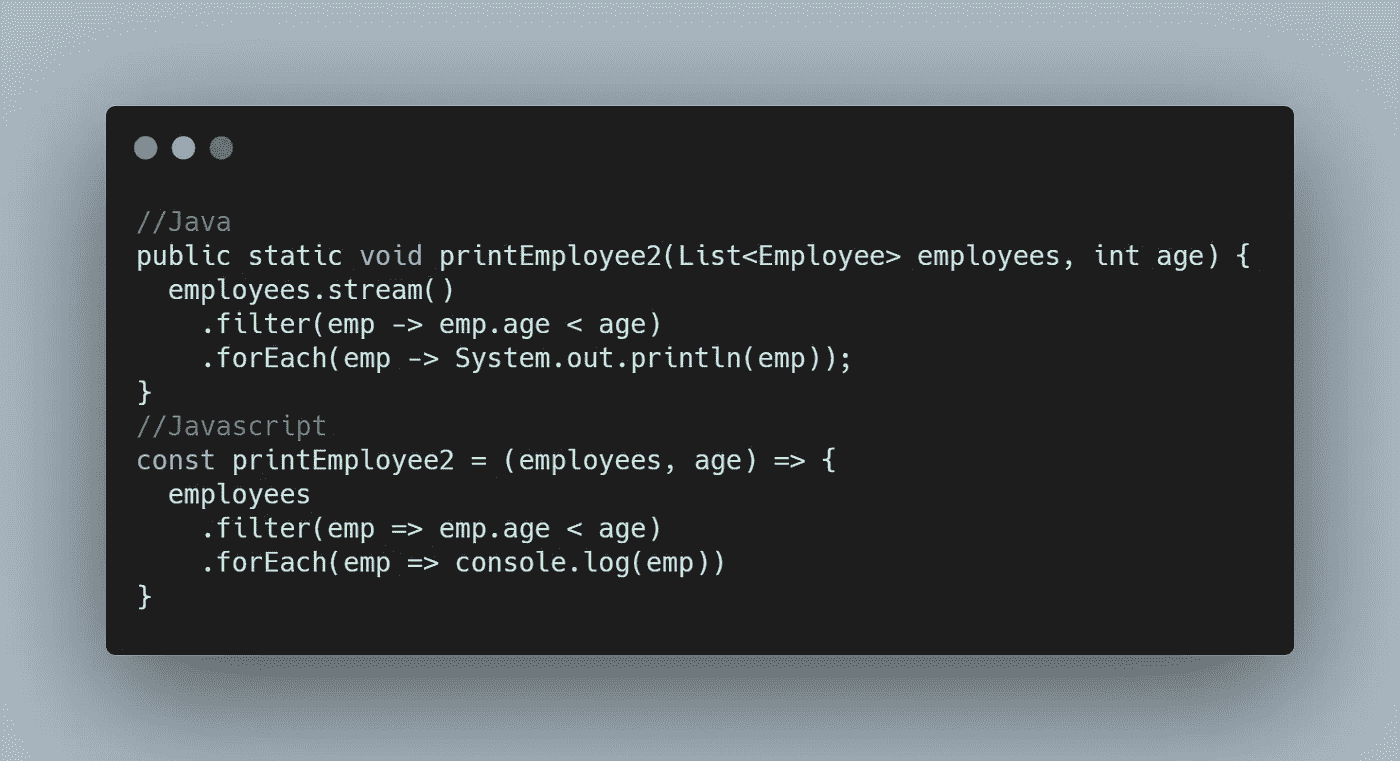 //Java
public static void printEmployee2(List<Employee> employees, int age) {
  employees.stream()
    .filter(emp -> emp.age < age)
    .forEach(emp -> System.out.println(emp));
}
//Javascript
const printEmployee2 = (employees, age) => {
  employees
    .filter(emp => emp.age < age)
    .forEach(emp => console.log(emp))
}